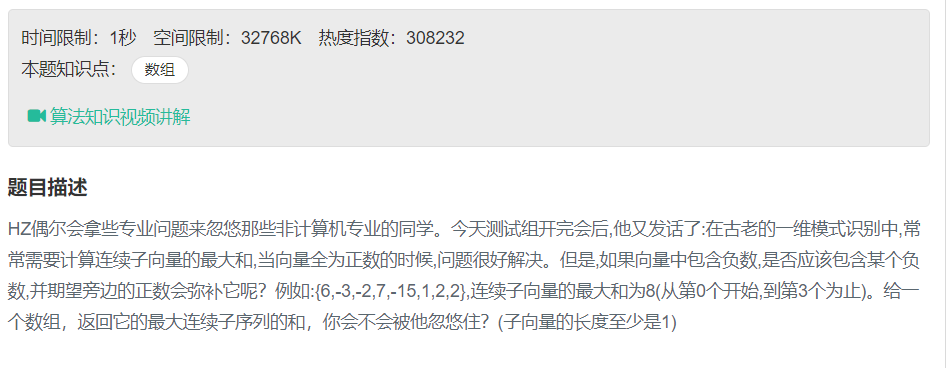 时间限制：1秒 空间限制：32768K 热度指数：308232
本题知识点： 数组
算法知识视频讲解
题目描述
HZ偶尔会拿些专业问题来忽悠那些非计算机专业的同学。今天测试组开完会后,他又发话了:在古老的一维模式识别中,常
常需要计算连续子向量的最大和,当向量全为正数的时候,问题很好解决。但是,如果向量中包含负数,是否应该包含某个负
数,并期望旁边的正数会弥补它呢？例如:{6,-3,-2,7,-15,1,2,2},连续子向量的最大和为8(从第0个开始,到第3个为止)。给一
个数组，返回它的最大连续子序列的和，你会不会被他忽悠住？(子向量的长度至少是1)